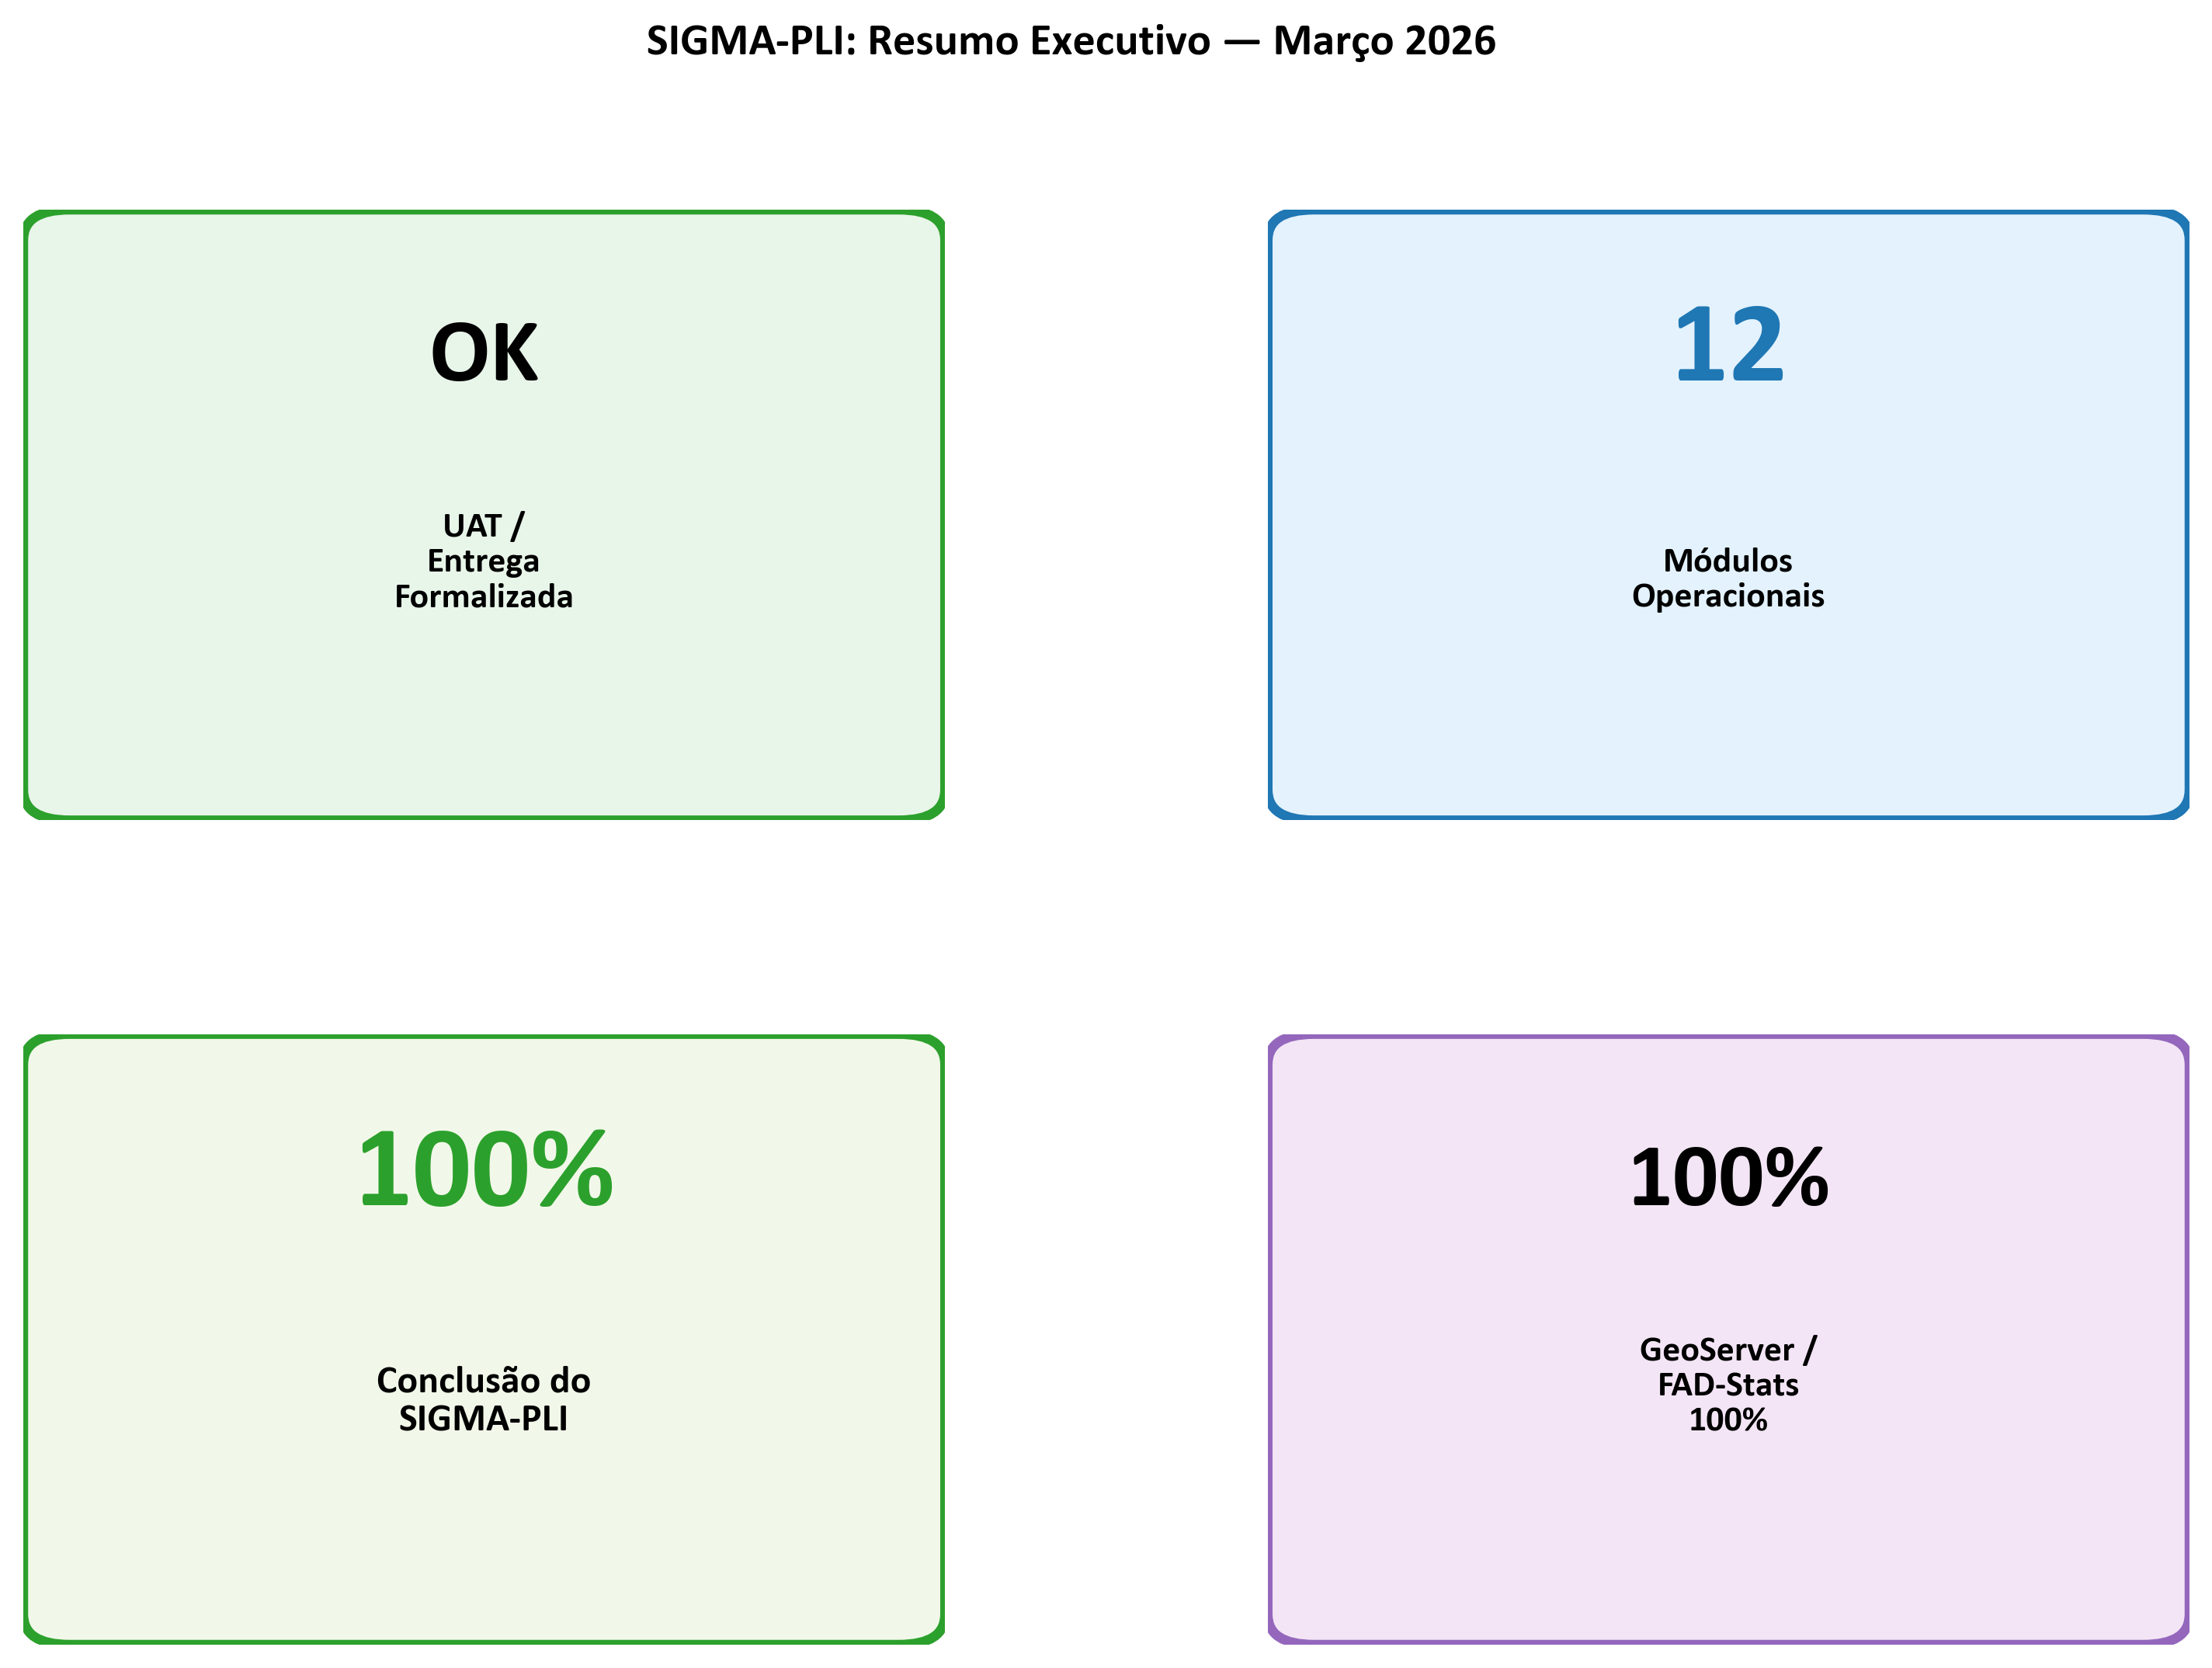 SIGMA-PLI: Resumo Executivo — Março 2026
OK
UAT /
Entrega
Formalizada
12
Módulos
Operacionais
100%
Conclusão do
SIGMA-PLI
100%
GeoServer /
FAD-Stats
100%